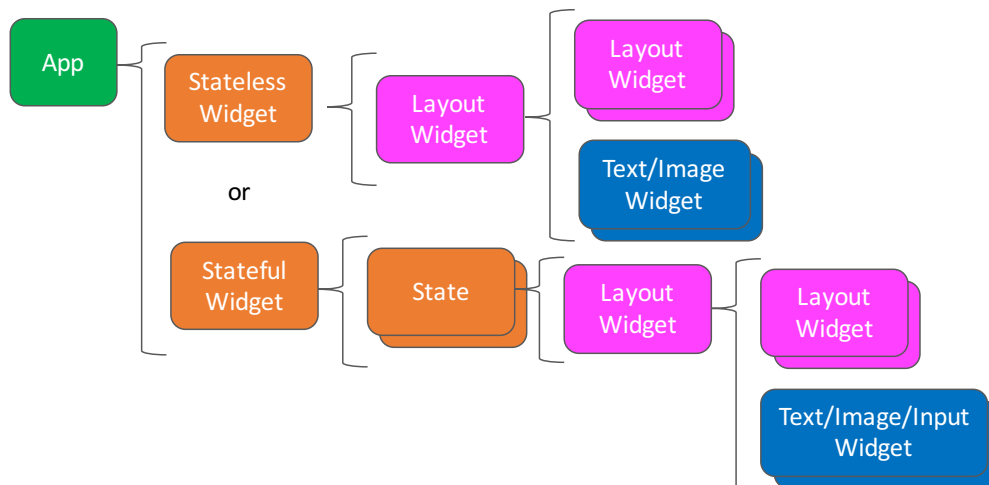 App
Stateless
Widget
Layout
Widget
Layout
Widget
Text/Image
Widget
or
Stateful
Widget
State
Layout
Widget
Layout
Widget
Text/Image/Input
Widget